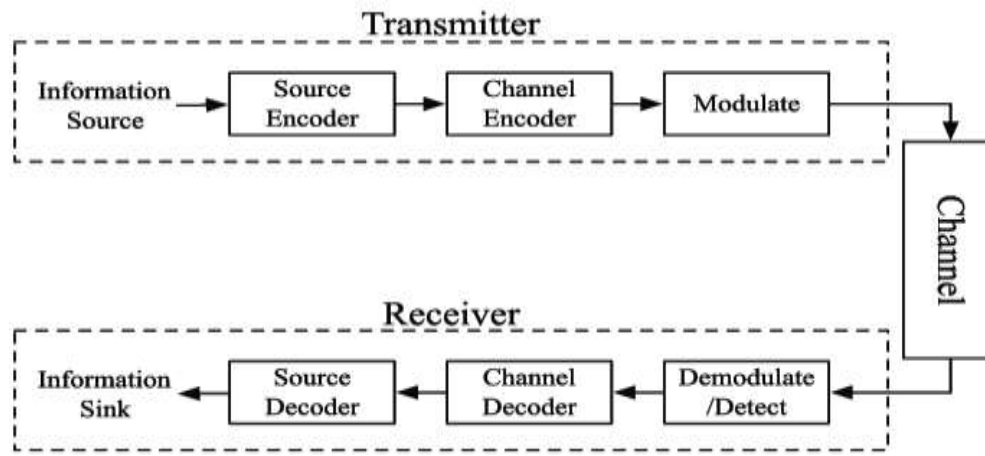 Transmitter
Information
Source
Source
Encoder
Channel
Encoder
Modulate
Channel
Receiver
Information
Sink
Source
Decoder
Channel
Decoder
Demodulate
/Detect